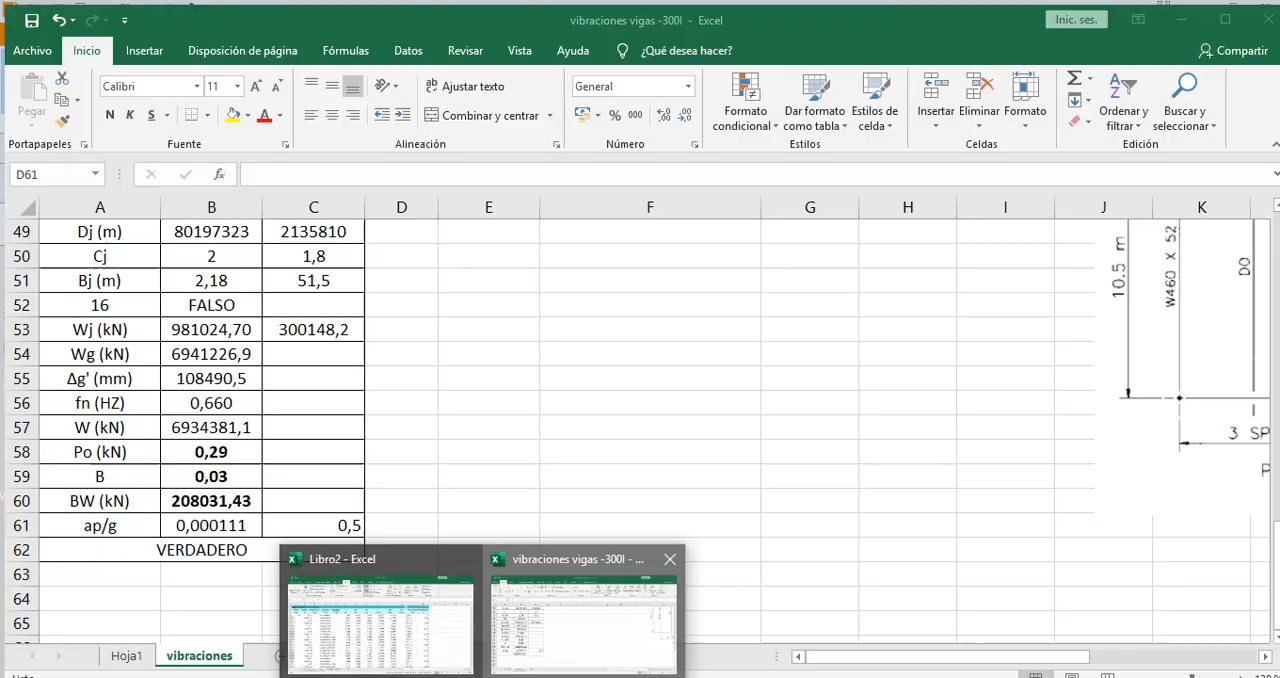 vibraciones vigas -300l - Excel
Inic. ses.
Archivo Inicio Insertar Disposición de página Fórmulas Datos Revisar Vista Ayuda ¿Qué desea hacer? Compartir
Pegar
Calibri 11
N K S
Ajustar texto
Combinar y centrar
General
% 000
Formato condicional
Dar formato como tabla
Estilos de celda
Insertar Eliminar Formato
Ordenar y filtrar
Buscar y seleccionar
Portapapeles Fuente Alineación Número Estilos Celdas Edición
D61 fx
A B C D E F G H I J K
49 Dj (m) 80197323 2135810
50 Cj 2 1,8
51 Bj (m) 2,18 51,5
52 16 FALSO
53 Wj (kN) 981024,70 300148,2
54 Wg (kN) 6941226,9
55 Δg' (mm) 108490,5
56 fn (HZ) 0,660
57 W (kN) 6934381,1
58 Po (kN) 0,29
59 B 0,03
60 BW (kN) 208031,43
61 ap/g 0,000111 0,5
62 VERDADERO
63
64
65
10.5 m
W460 X 52
DO
3 SP
Libro2 - Excel
vibraciones vigas -300l - ...
Hoja1 vibraciones